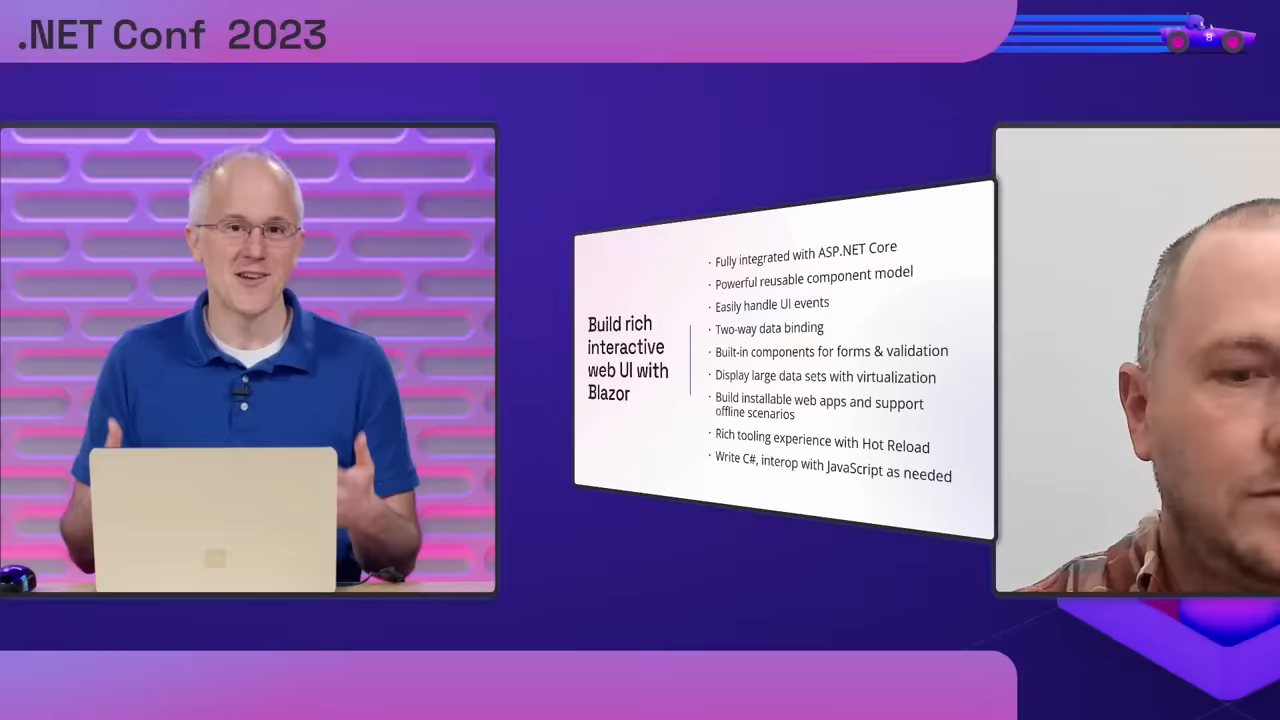 .NET Conf 2023
8
Build rich
interactive
web UI with
Blazor
· Fully integrated with ASP.NET Core
· Powerful reusable component model
· Easily handle UI events
· Two-way data binding
· Built-in components for forms & validation
· Display large data sets with virtualization
· Build installable web apps and support
offline scenarios
· Rich tooling experience with Hot Reload
· Write C#, interop with JavaScript as needed